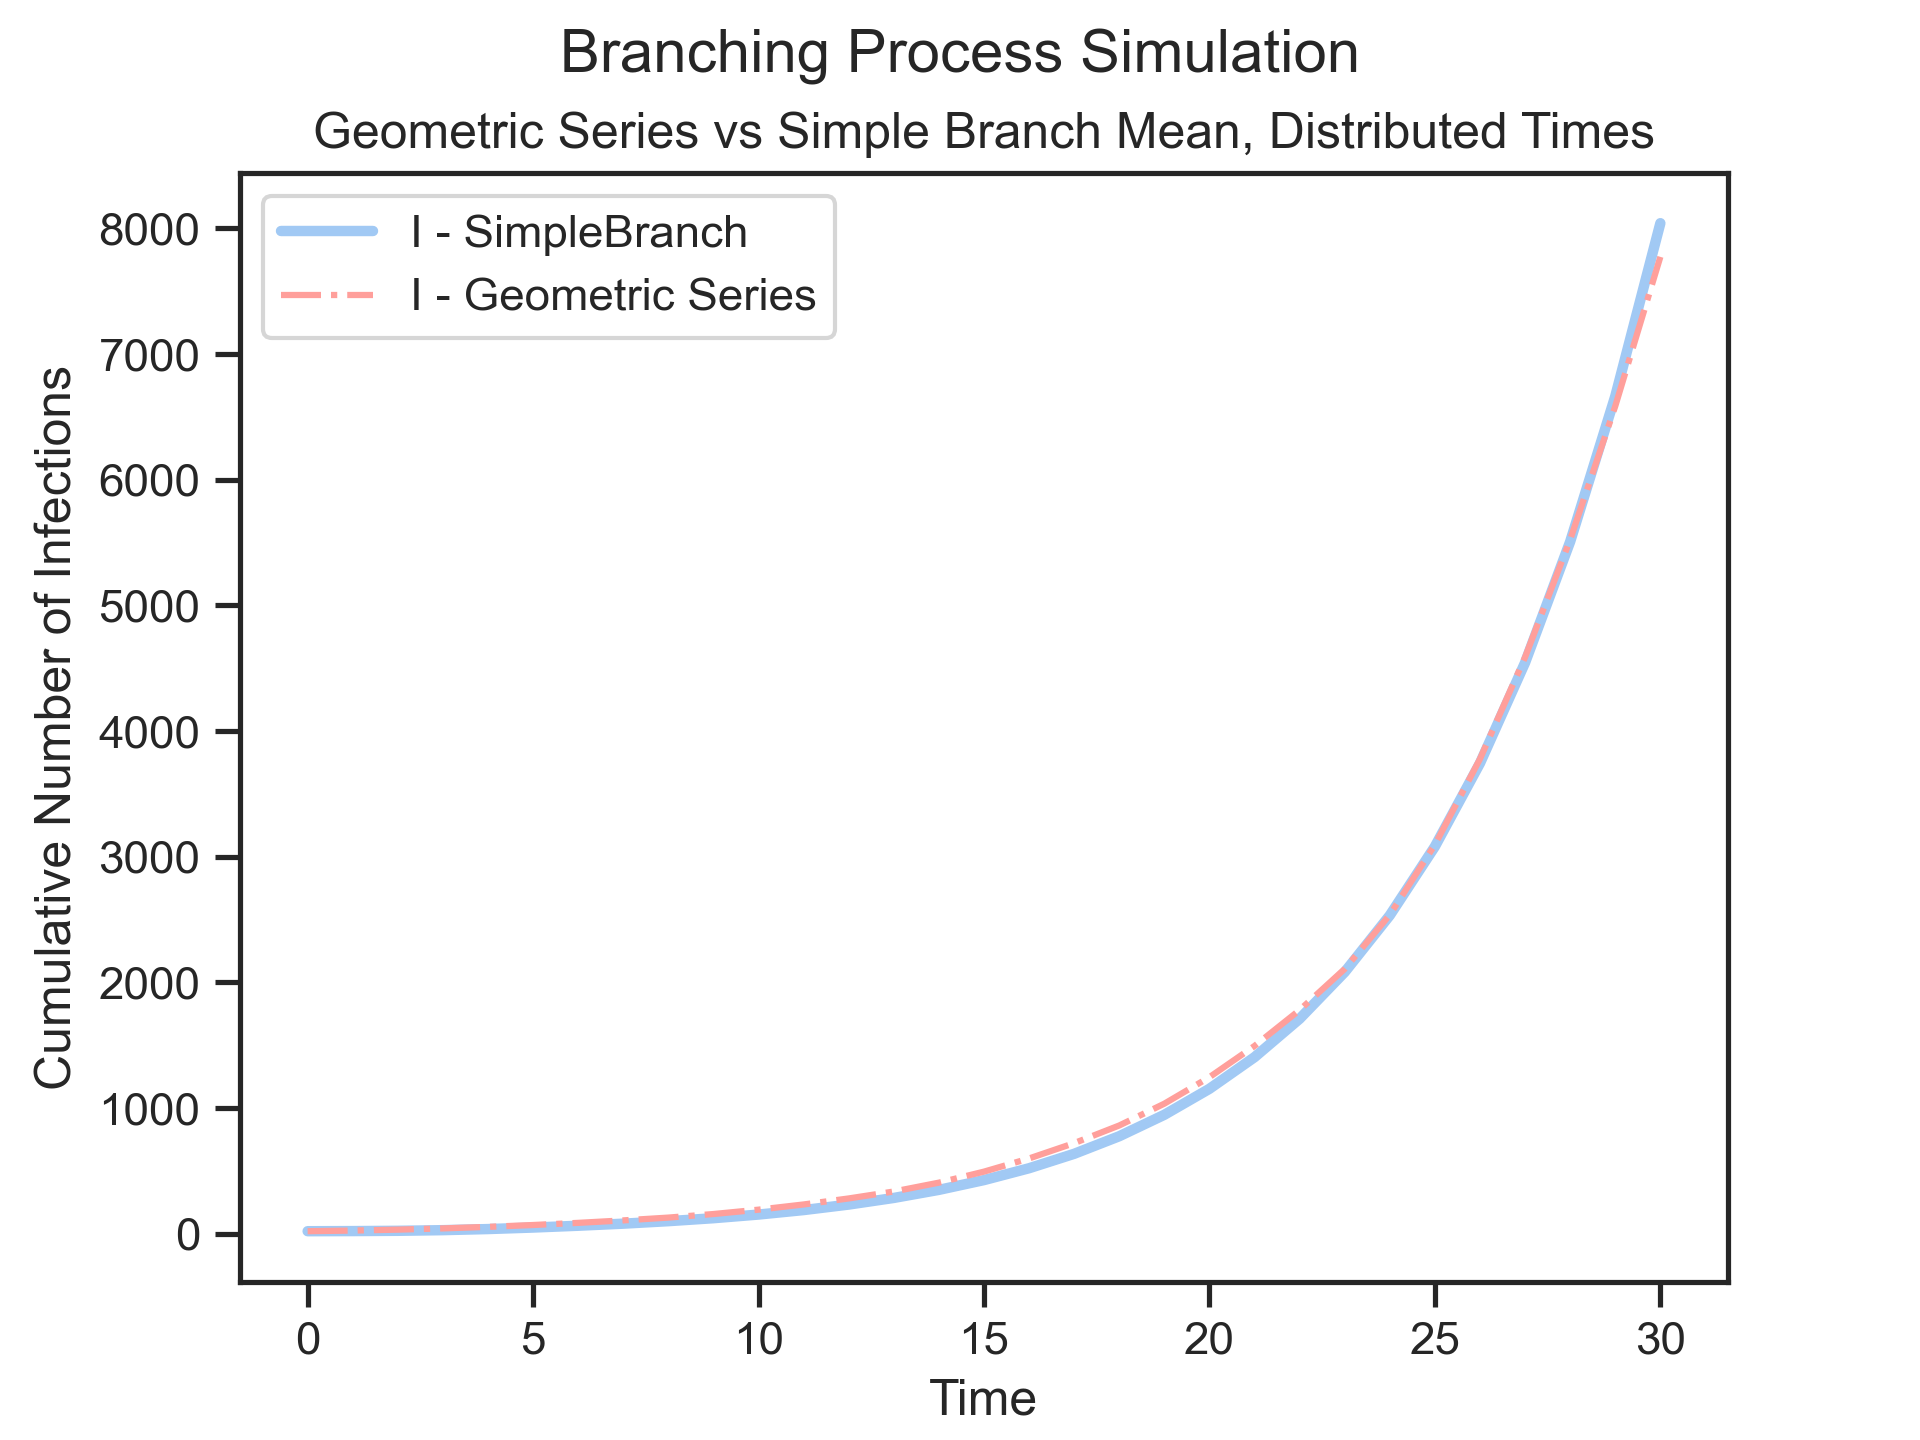 Branching Process Simulation
Geometric Series vs Simple Branch Mean, Distributed Times
I - SimpleBranch
I - Geometric Series
8000
7000
6000
5000
4000
3000
2000
1000
0
Cumulative Number of Infections
0 5 10 15 20 25 30
Time